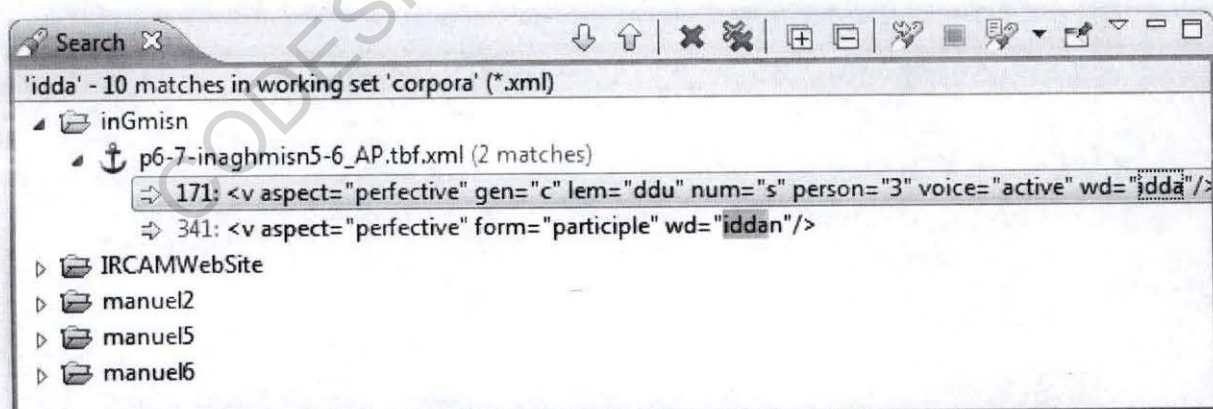 Search
'idda' - 10 matches in working set 'corpora' (*.xml)
inGmisn
p6-7-inaghmisn5-6_AP.tbf.xml (2 matches)
171: <v aspect="perfective" gen="c" lem="ddu" num="s" person="3" voice="active" wd="idda"/>
341: <v aspect="perfective" form="participle" wd="iddan"/>
IRCAMWebSite
manuel2
manuel5
manuel6